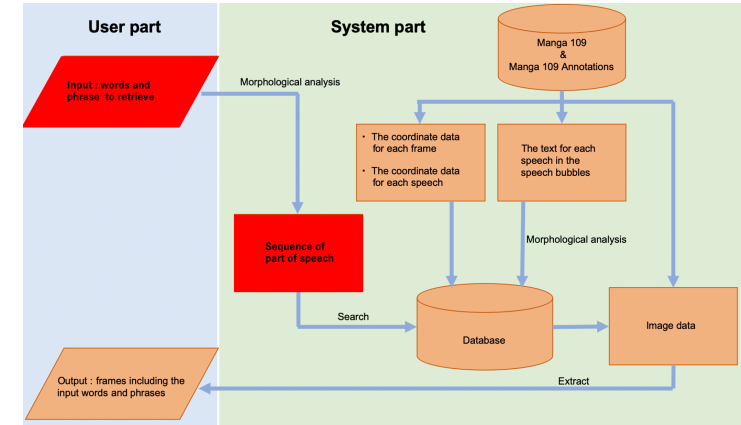 User part
System part
Manga 109
&
Manga 109 Annotations
Input : words and
phrase to retrieve
Morphological analysis
・ The coordinate data
for each frame
・ The coordinate data
for each speech
The text for each
speech in the
speech bubbles
Sequence of
part of speech
Morphological analysis
Search
Database
Image data
Output : frames including the
input words and phrases
Extract